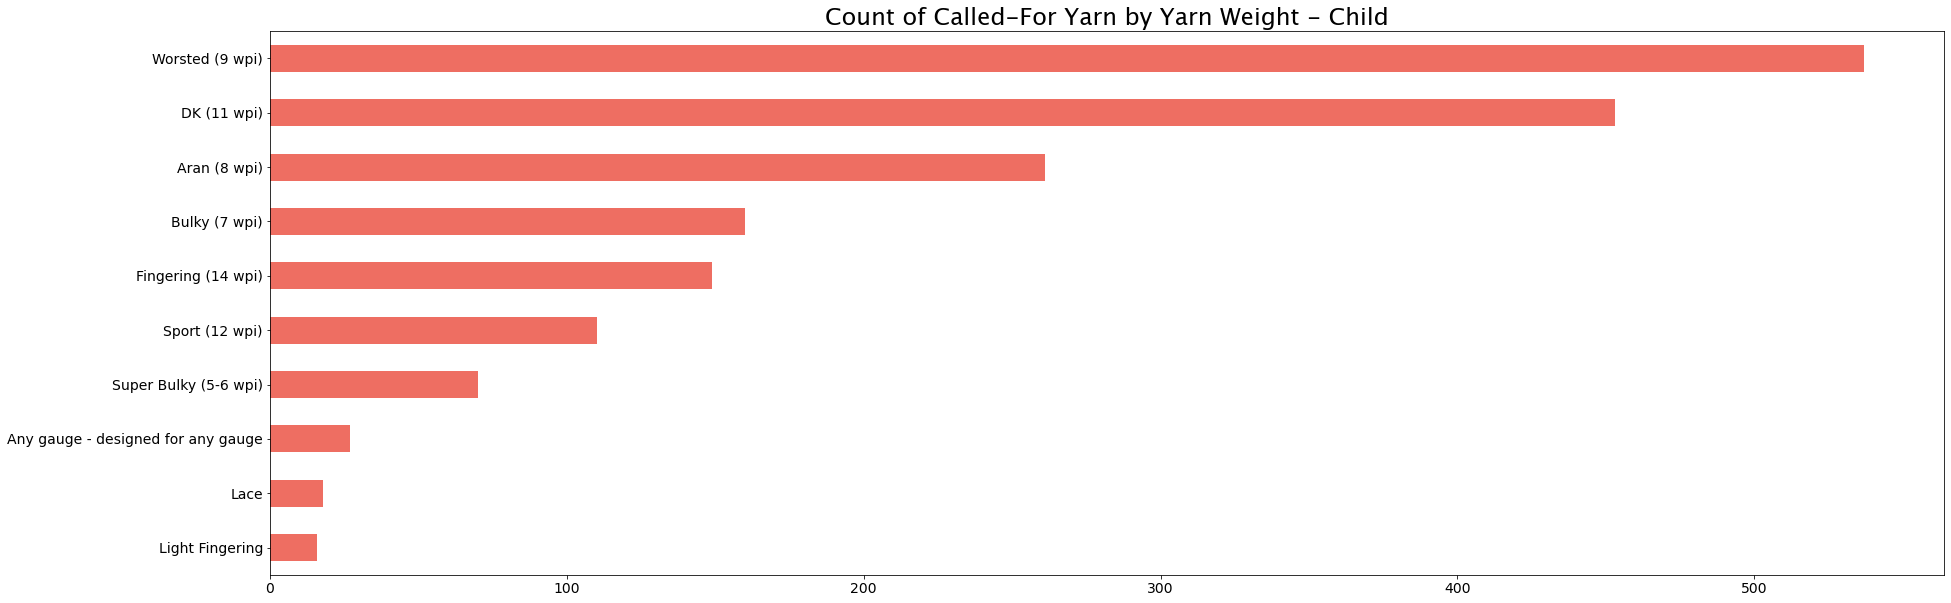 Count of Called-For Yarn by Yarn Weight - Child
Worsted (9 wpi)
DK (11 wpi)
Aran (8 wpi)
Bulky (7 wpi)
Fingering (14 wpi)
Sport (12 wpi)
Super Bulky (5-6 wpi)
Any gauge - designed for any gauge
Lace
Light Fingering
0 100 200 300 400 500